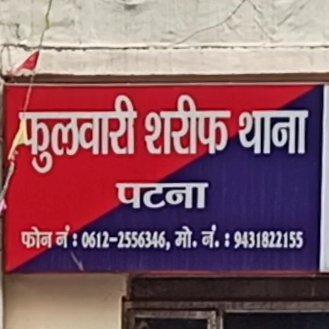 फुलवारी शरीफ थाना
पटना
फोन नं : 0612-2556346, मो. नं. : 9431822155